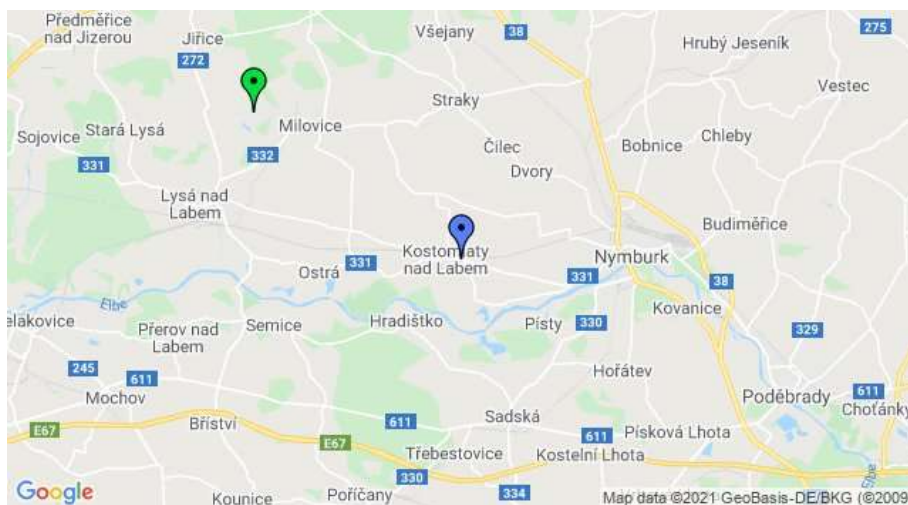 Předměřice
nad Jizerou
Jiřice
272
Všejany
38
275
Hrubý Jeseník
Vestec
Straky
Milovice
Stará Lysá
Sojovice
331
332
Čilec
Dvory
Bobnice
Chleby
Lysá nad
Labem
Budiměřice
Kostomlaty
nad Labem
Nymburk
Ostrá
331
331
38
Elbe
Kovanice
elakovice
Přerov nad
Labem
Semice
Hradištko
Písty
330
329
245
611
Mochov
Hořátev
Poděbrady
611
Choťánky
Bříství
611
Sadská
E67
E67
611
Písková Lhota
Třebestovice
Kostelní Lhota
330
Elbe
Google
Kounice
Poříčany
334
Map data ©2021 GeoBasis-DE/BKG (©2009